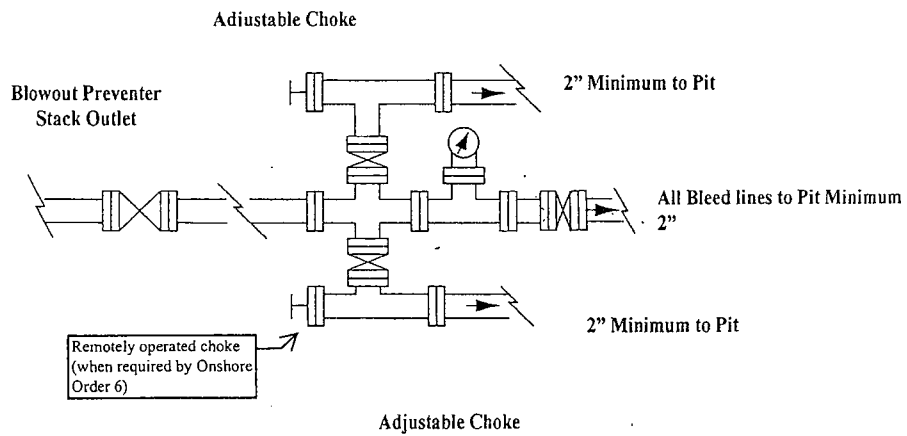 Adjustable Choke
2” Minimum to Pit
Blowout Preventer
Stack Outlet
All Bleed lines to Pit Minimum
2”
2” Minimum to Pit
Remotely operated choke
(when required by Onshore
Order 6)
Adjustable Choke